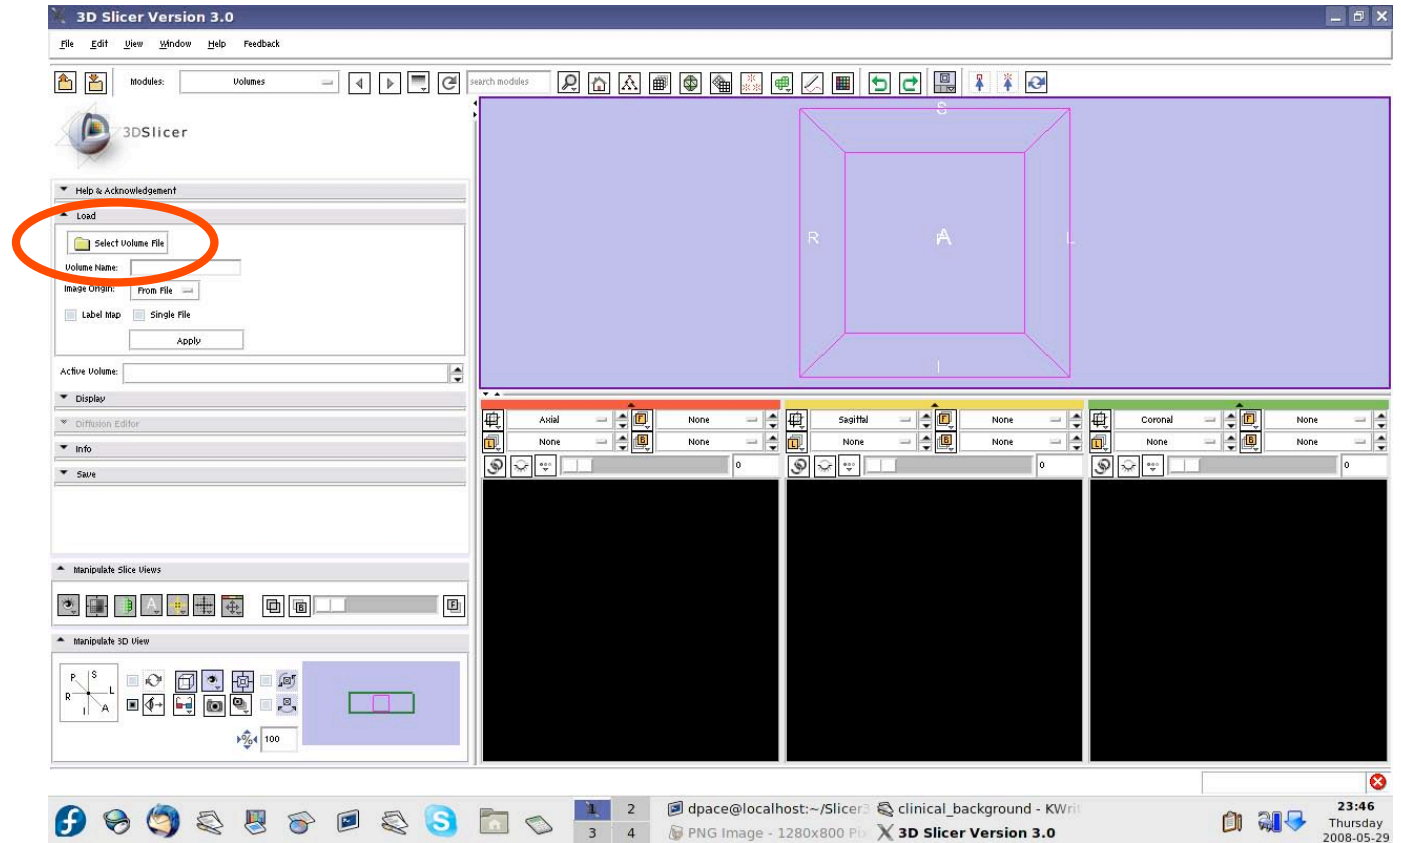 3D Slicer Version 3.0
File Edit View Window Help Feedback
Modules: Volumes search modules
3DSlicer
Help & Acknowledgement
Load
Select Volume File
Volume Name:
Image Origin: From File
Label Map Single File
Apply
Active Volume:
Display
Diffusion Editor
Info
Save
Manipulate Slice Views
Manipulate 3D View
P S
R L
I A
100
S
R A L
I
Axial None Sagittal None Coronal None
None None None None None None
0 0 0
1 2 dpace@localhost:~/Slicer3 clinical_background - KWrit
3 4 PNG Image - 1280x800 Pix 3D Slicer Version 3.0
23:46
Thursday
2008-05-29